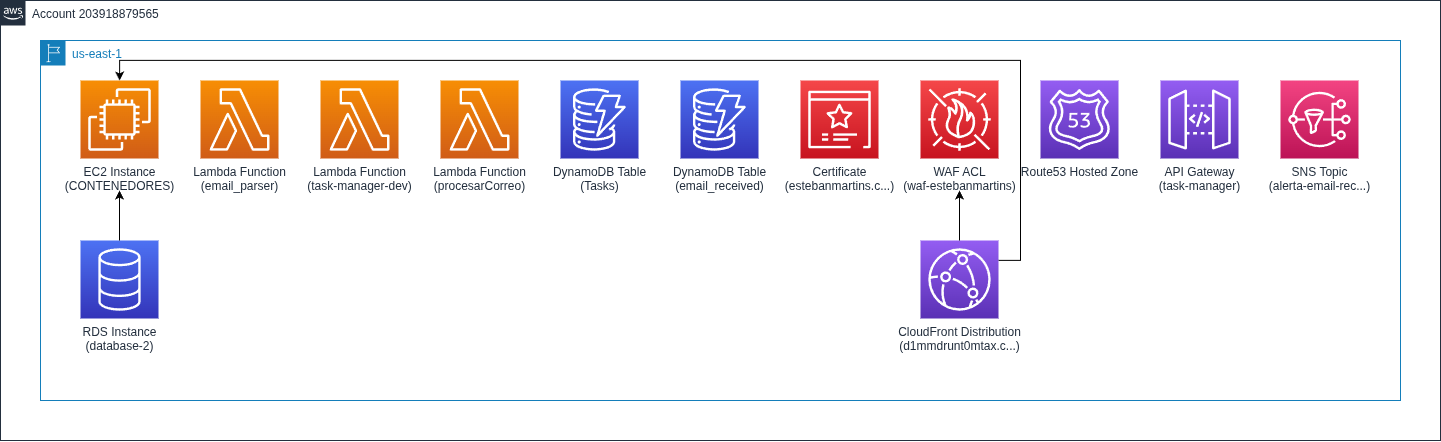 aws
Account 203918879565
us-east-1
EC2 Instance
(CONTENEDORES)
Lambda Function
(email_parser)
Lambda Function
(task-manager-dev)
Lambda Function
(procesarCorreo)
DynamoDB Table
(Tasks)
DynamoDB Table
(email_received)
Certificate
(estebanmartins.c...)
WAF ACL
(waf-estebanmartins)
53
Route53 Hosted Zone
</>
API Gateway
(task-manager)
SNS Topic
(alerta-email-rec...)
RDS Instance
(database-2)
CloudFront Distribution
(d1mmdrunt0mtax.c...)